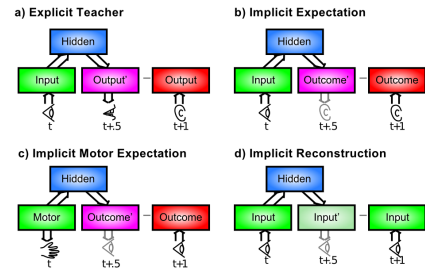 a) Explicit Teacher
Hidden
Input Output' – Output
t t+.5 t+1
b) Implicit Expectation
Hidden
Input Outcome' – Outcome
t t+.5 t+1
c) Implicit Motor Expectation
Hidden
Motor Outcome' – Outcome
t t+.5 t+1
d) Implicit Reconstruction
Hidden
Input Input' – Input
t t+.5 t+1